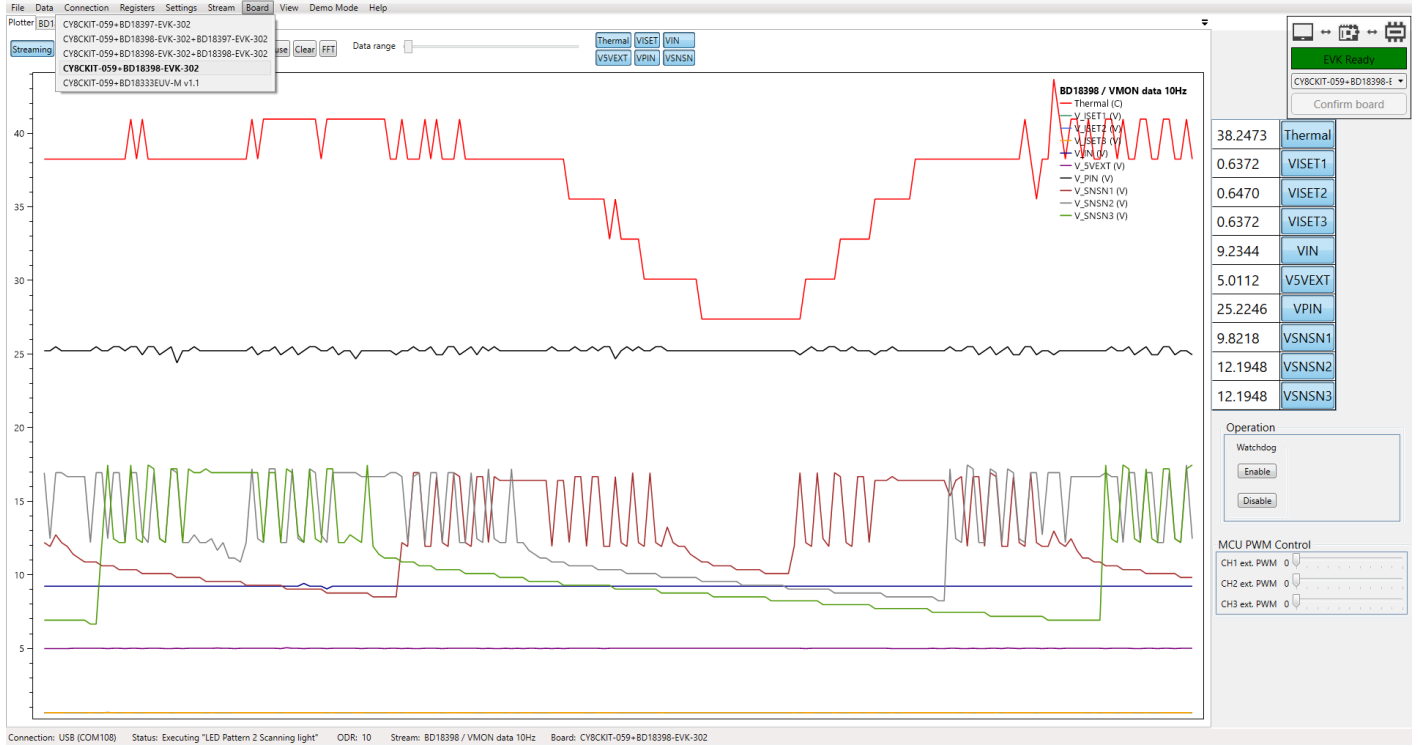 File Data Connection Registers Settings Stream Board View Demo Mode Help
Plotter BD1
CY8CKIT-059+BD18397-EVK-302
CY8CKIT-059+BD18398-EVK-302+BD18397-EVK-302
CY8CKIT-059+BD18398-EVK-302+BD18398-EVK-302
CY8CKIT-059+BD18398-EVK-302
CY8CKIT-059+BD18333EUV-M v1.1
Streaming use Clear FFT Data range
Thermal VISET VIN
V5VEXT VPIN VSNSN
EVK Ready
CY8CKIT-059+BD18398-E
Confirm board
BD18398 / VMON data 10Hz
Thermal (C)
V_ISET1 (V)
V_ISET2 (V)
V_ISET3 (V)
V_IN (V)
V_5VEXT (V)
V_PIN (V)
V_SNSN1 (V)
V_SNSN2 (V)
V_SNSN3 (V)
40
35
30
25
20
15
10
5
38.2473 Thermal
0.6372 VISET1
0.6470 VISET2
0.6372 VISET3
9.2344 VIN
5.0112 V5VEXT
25.2246 VPIN
9.8218 VSNSN1
12.1948 VSNSN2
12.1948 VSNSN3
Operation
Watchdog
Enable
Disable
MCU PWM Control
CH1 ext. PWM 0
CH2 ext. PWM 0
CH3 ext. PWM 0
Connection: USB (COM108) Status: Executing "LED Pattern 2 Scanning light" ODR: 10 Stream: BD18398 / VMON data 10Hz Board: CY8CKIT-059+BD18398-EVK-302